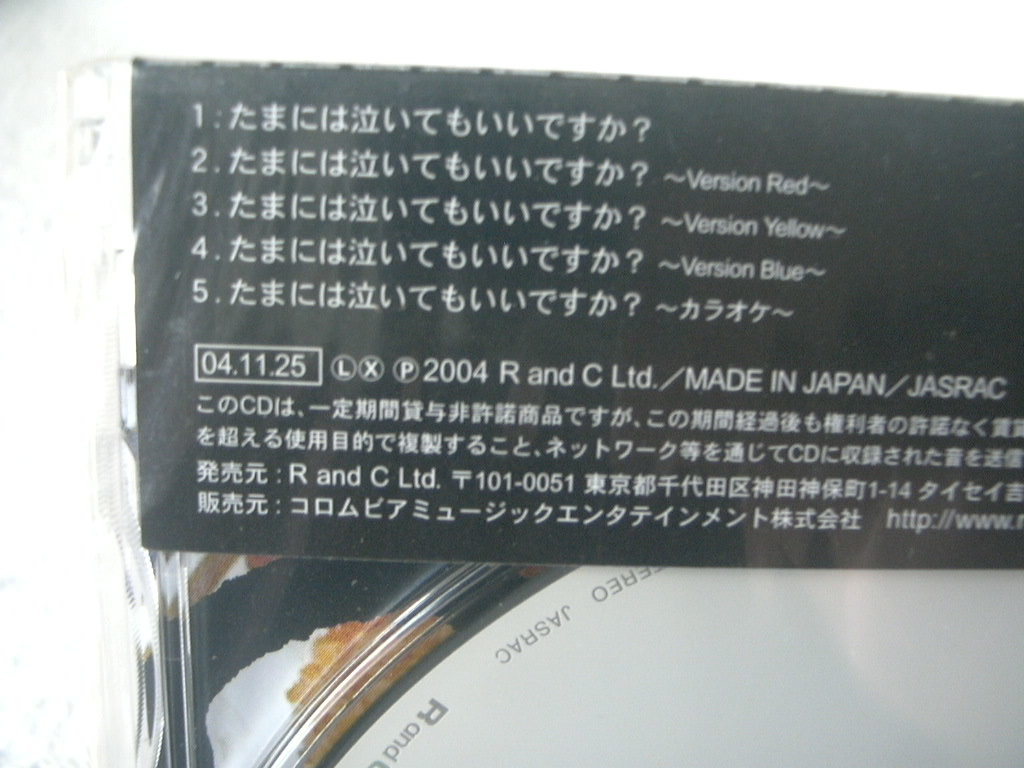 1.たまには泣いてもいいですか？
2.たまには泣いてもいいですか？ ～Version Red～
3.たまには泣いてもいいですか？ ～Version Yellow～
4.たまには泣いてもいいですか？ ～Version Blue～
5.たまには泣いてもいいですか？ ～カラオケ～
04.11.25 Ⓛ Ⓧ Ⓟ 2004 R and C Ltd.／MADE IN JAPAN／JASRAC
このCDは、一定期間貸与非許諾商品ですが、この期間経過後も権利者の許諾なく賃貸
を超える使用目的で複製すること、ネットワーク等を通じてCDに収録された音を送信
発売元：R and C Ltd. 〒101-0051 東京都千代田区神田神保町1-14 タイセイ
販売元：コロムビアミュージックエンタテインメント株式会社 http://www.
STEREO JASRAC
R and